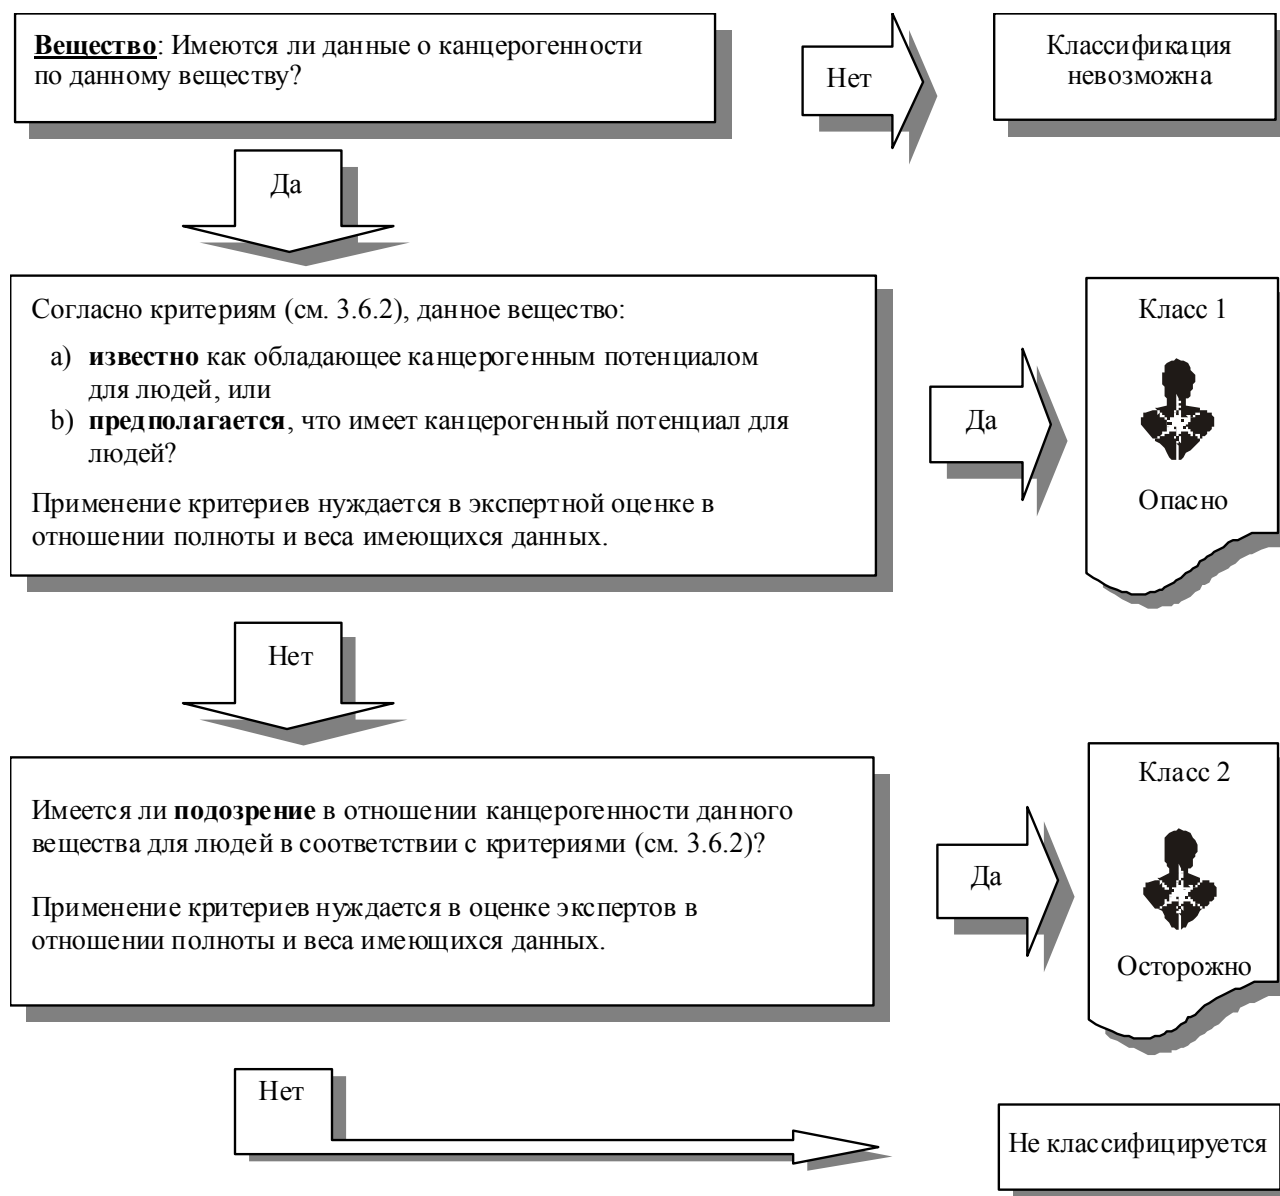 Вещество: Имеются ли данные о канцерогенности
по данному веществу?
Нет
Классификация
невозможна
Да
Согласно критериям (см. 3.6.2), данное вещество:
a) известно как обладающее канцерогенным потенциалом
для людей, или
b) предполагается, что имеет канцерогенный потенциал для
людей?
Применение критериев нуждается в экспертной оценке в
отношении полноты и веса имеющихся данных.
Да
Класс 1
Опасно
Нет
Имеется ли подозрение в отношении канцерогенности данного
вещества для людей в соответствии с критериями (см. 3.6.2)?
Применение критериев нуждается в оценке экспертов в
отношении полноты и веса имеющихся данных.
Да
Класс 2
Осторожно
Нет
Не классифицируется